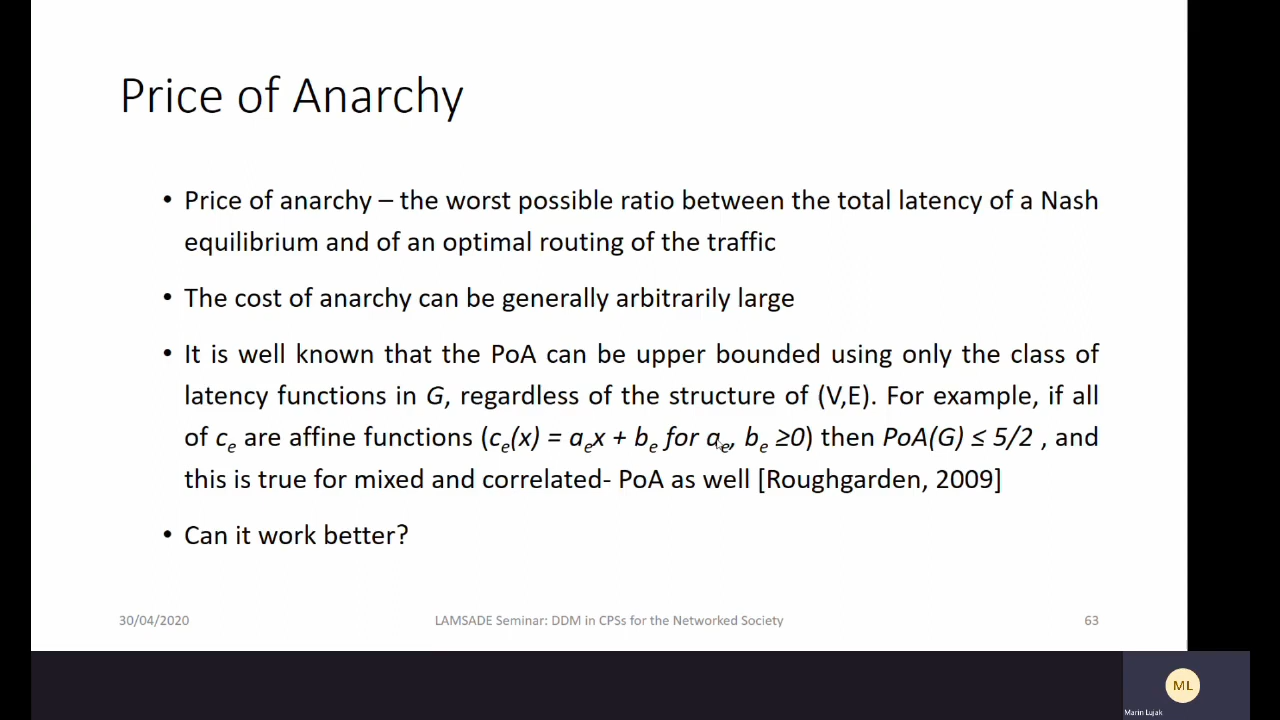 Price of Anarchy
• Price of anarchy – the worst possible ratio between the total latency of a Nash
equilibrium and of an optimal routing of the traffic
• The cost of anarchy can be generally arbitrarily large
• It is well known that the PoA can be upper bounded using only the class of
latency functions in G, regardless of the structure of (V,E). For example, if all
of cₑ are affine functions (cₑ(x) = aₑx + bₑ for aₑ, bₑ ≥0) then PoA(G) ≤ 5/2 , and
this is true for mixed and correlated- PoA as well [Roughgarden, 2009]
• Can it work better?
30/04/2020 LAMSADE Seminar: DDM in CPSs for the Networked Society 63
ML
Marin Lujak